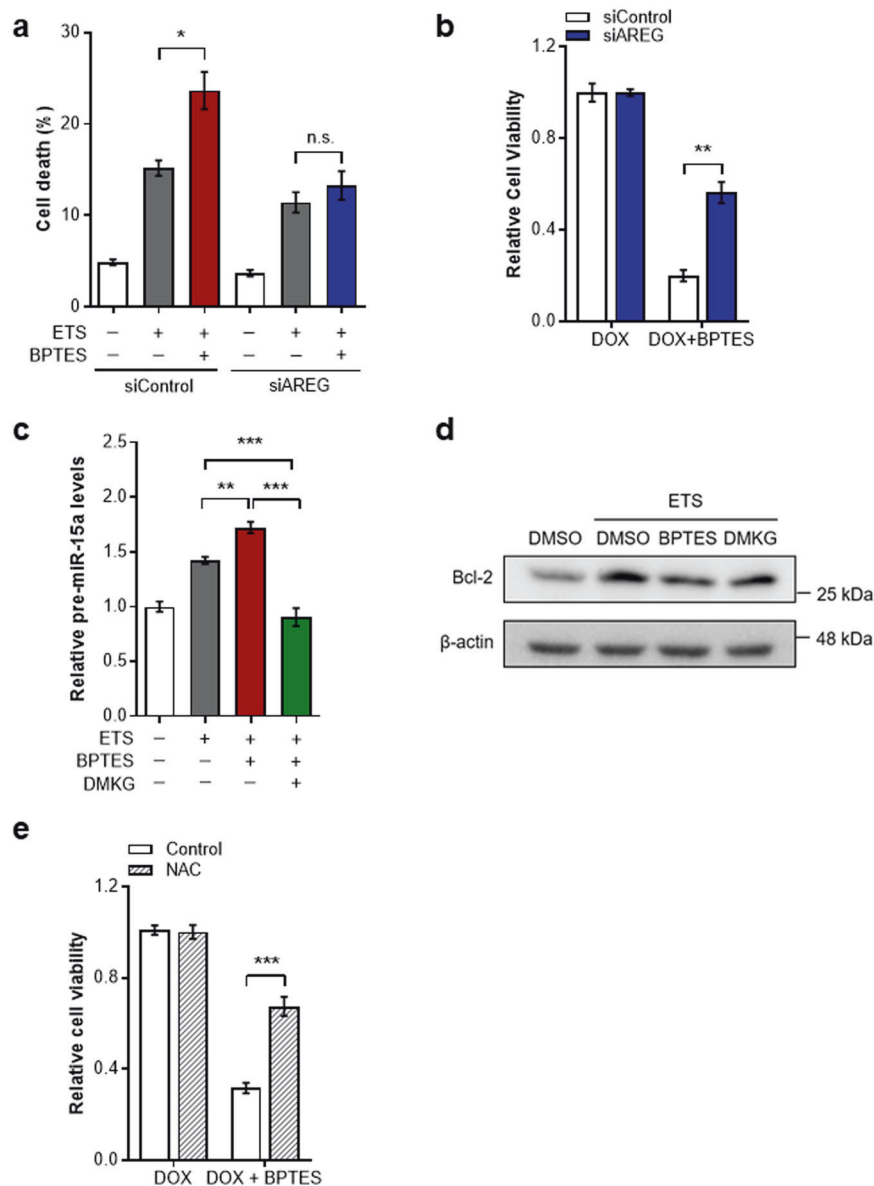 a
Cell death (%)
30
20
10
0
*
n.s.
ETS – + + – + +
BPTES – – + – – +
siControl siAREG
b
siControl
siAREG
Relative Cell Viability
1.2
0.8
0.4
0.0
**
DOX DOX+BPTES
c
Relative pre-miR-15a levels
2.5
2.0
1.5
1.0
0.5
0.0
***
** ***
ETS – + + +
BPTES – – + +
DMKG – – – +
d
ETS
DMSO DMSO BPTES DMKG
Bcl-2
25 kDa
β-actin
48 kDa
e
Control
NAC
Relative cell viability
1.2
0.8
0.4
0.0
***
DOX DOX + BPTES